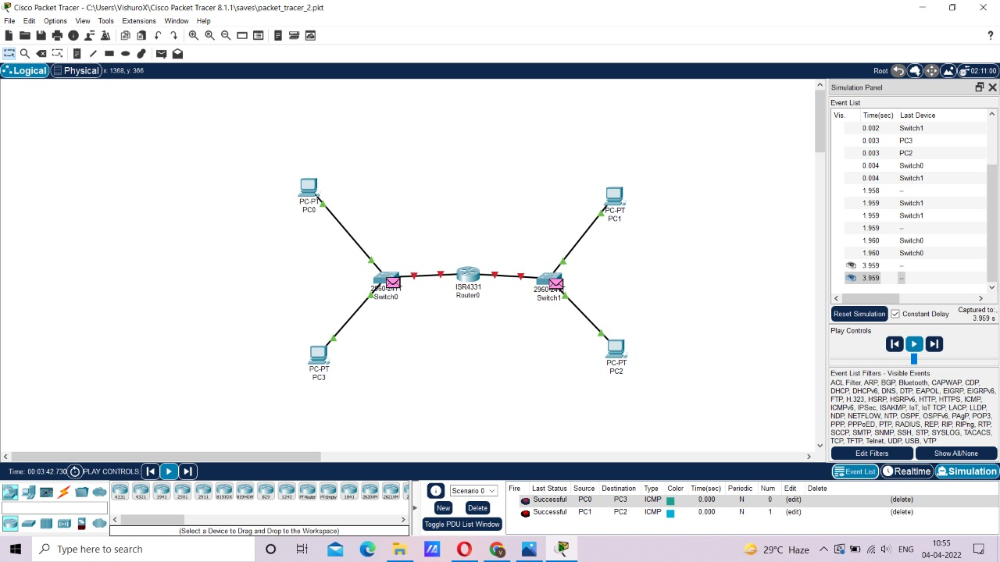 Cisco Packet Tracer - C:\Users\VishuroX\Cisco Packet Tracer 8.1.1\saves\packet_tracer_2.pkt
File Edit Options View Tools Extensions Window Help
?
Logical Physical x: 1368, y: 366 Root 02:11:00
Simulation Panel
Event List
Vis. Time(sec) Last Device
0.002 Switch1
0.003 PC3
0.003 PC2
0.004 Switch0
0.004 Switch1
1.958 --
1.959 Switch1
1.959 Switch1
1.959 --
1.960 Switch0
1.960 Switch0
3.959 --
3.959 --
Reset Simulation Constant Delay Captured to:
3.959 s
Play Controls
Event List Filters - Visible Events
ACL Filter, ARP, BGP, Bluetooth, CAPWAP, CDP,
DHCP, DHCPv6, DNS, DTP, EAPOL, EIGRP, EIGRPv6,
FTP, H.323, HSRP, HSRPv6, HTTP, HTTPS, ICMP,
ICMPv6, IPSec, ISAKMP, IoT, IoT TCP, LACP, LLDP,
NDP, NETFLOW, NTP, OSPF, OSPFv6, PAgP, POP3,
PPP, PPPoED, PTP, RADIUS, REP, RIP, RIPng, RTP,
SCCP, SMTP, SNMP, SSH, STP, SYSLOG, TACACS,
TCP, TFTP, Telnet, UDP, USB, VTP
Edit Filters Show All/None
PC-PT
PC0
PC-PT
PC1
2960-24TT
Switch0
ISR4331
Router0
2960-24TT
Switch1
PC-PT
PC3
PC-PT
PC2
Time: 00:03:42.730 PLAY CONTROLS: Event List Realtime Simulation
4331 4321 1941 2901 2911 819IOX 819HGW 829 1240 PT-Router PT-Empty 1841 2620XM 2621XM
(Select a Device to Drag and Drop to the Workspace)
Scenario 0
New Delete
Toggle PDU List Window
Fire Last Status Source Destination Type Color Time(sec) Periodic Num Edit Delete
Successful PC0 PC3 ICMP 0.000 N 0 (edit) (delete)
Successful PC1 PC2 ICMP 0.000 N 1 (edit) (delete)
Type here to search
29°C Haze ENG
10:55
04-04-2022